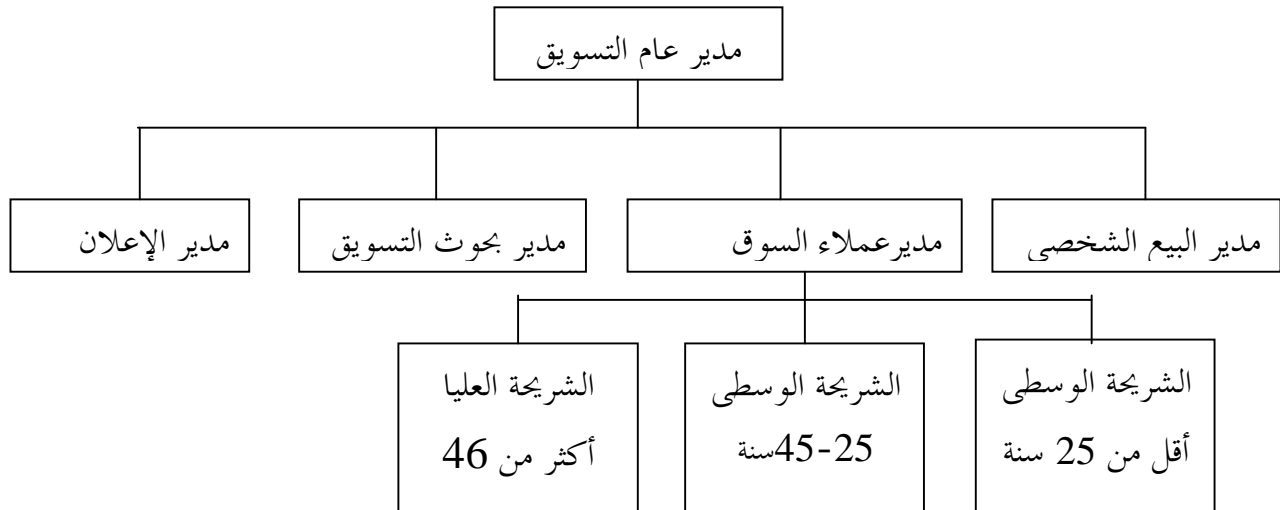 مدير عام التسويق
مدير البيع الشخصى
مديرعملاء السوق
مدير بحوث التسويق
مدير الإعلان
الشريحة الوسطى
أقل من 25 سنة
الشريحة الوسطى
25-45سنة
الشريحة العليا
أكثر من 46